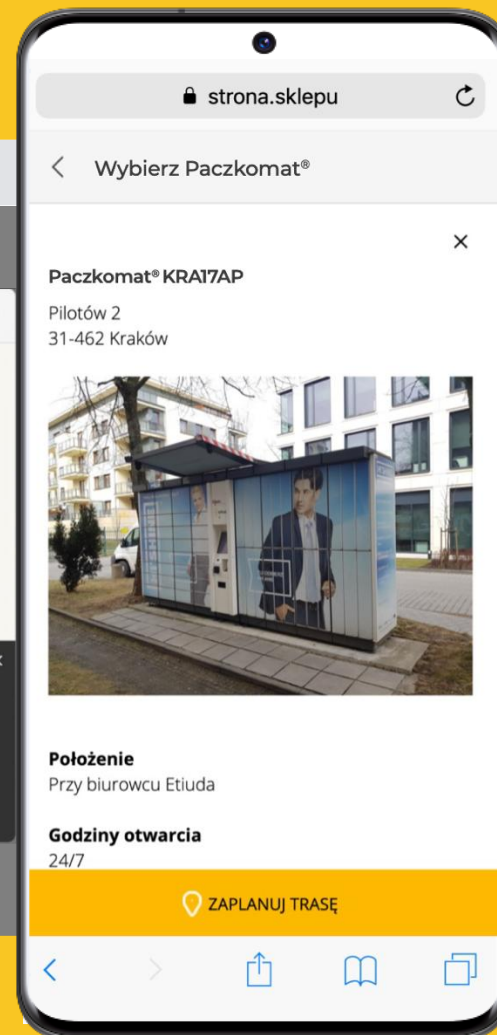 strona.sklepu
Wybierz Paczkomat®
Paczkomat® KRA17AP
Pilotów 2
31-462 Kraków
Położenie
Przy biurowcu Etiuda
Godziny otwarcia
24/7
ZAPLANUJ TRASĘ